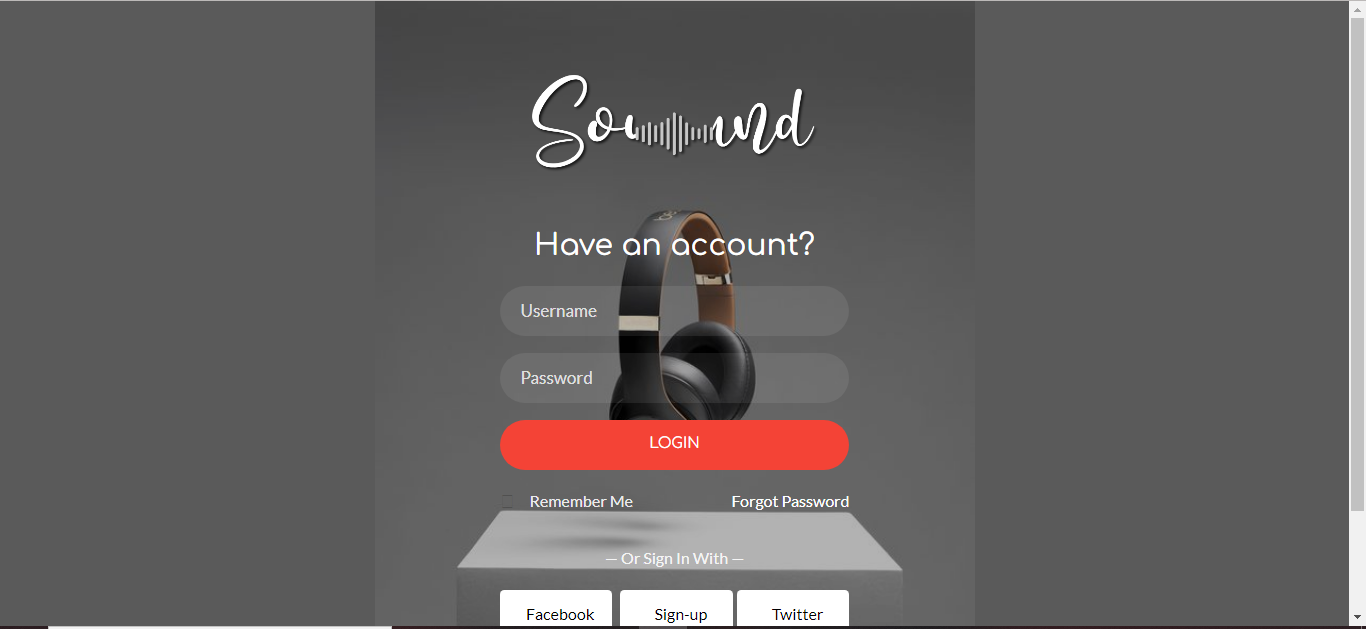 Sound
Have an account?
Username
Password
LOGIN
Remember Me Forgot Password
— Or Sign In With —
Facebook Sign-up Twitter